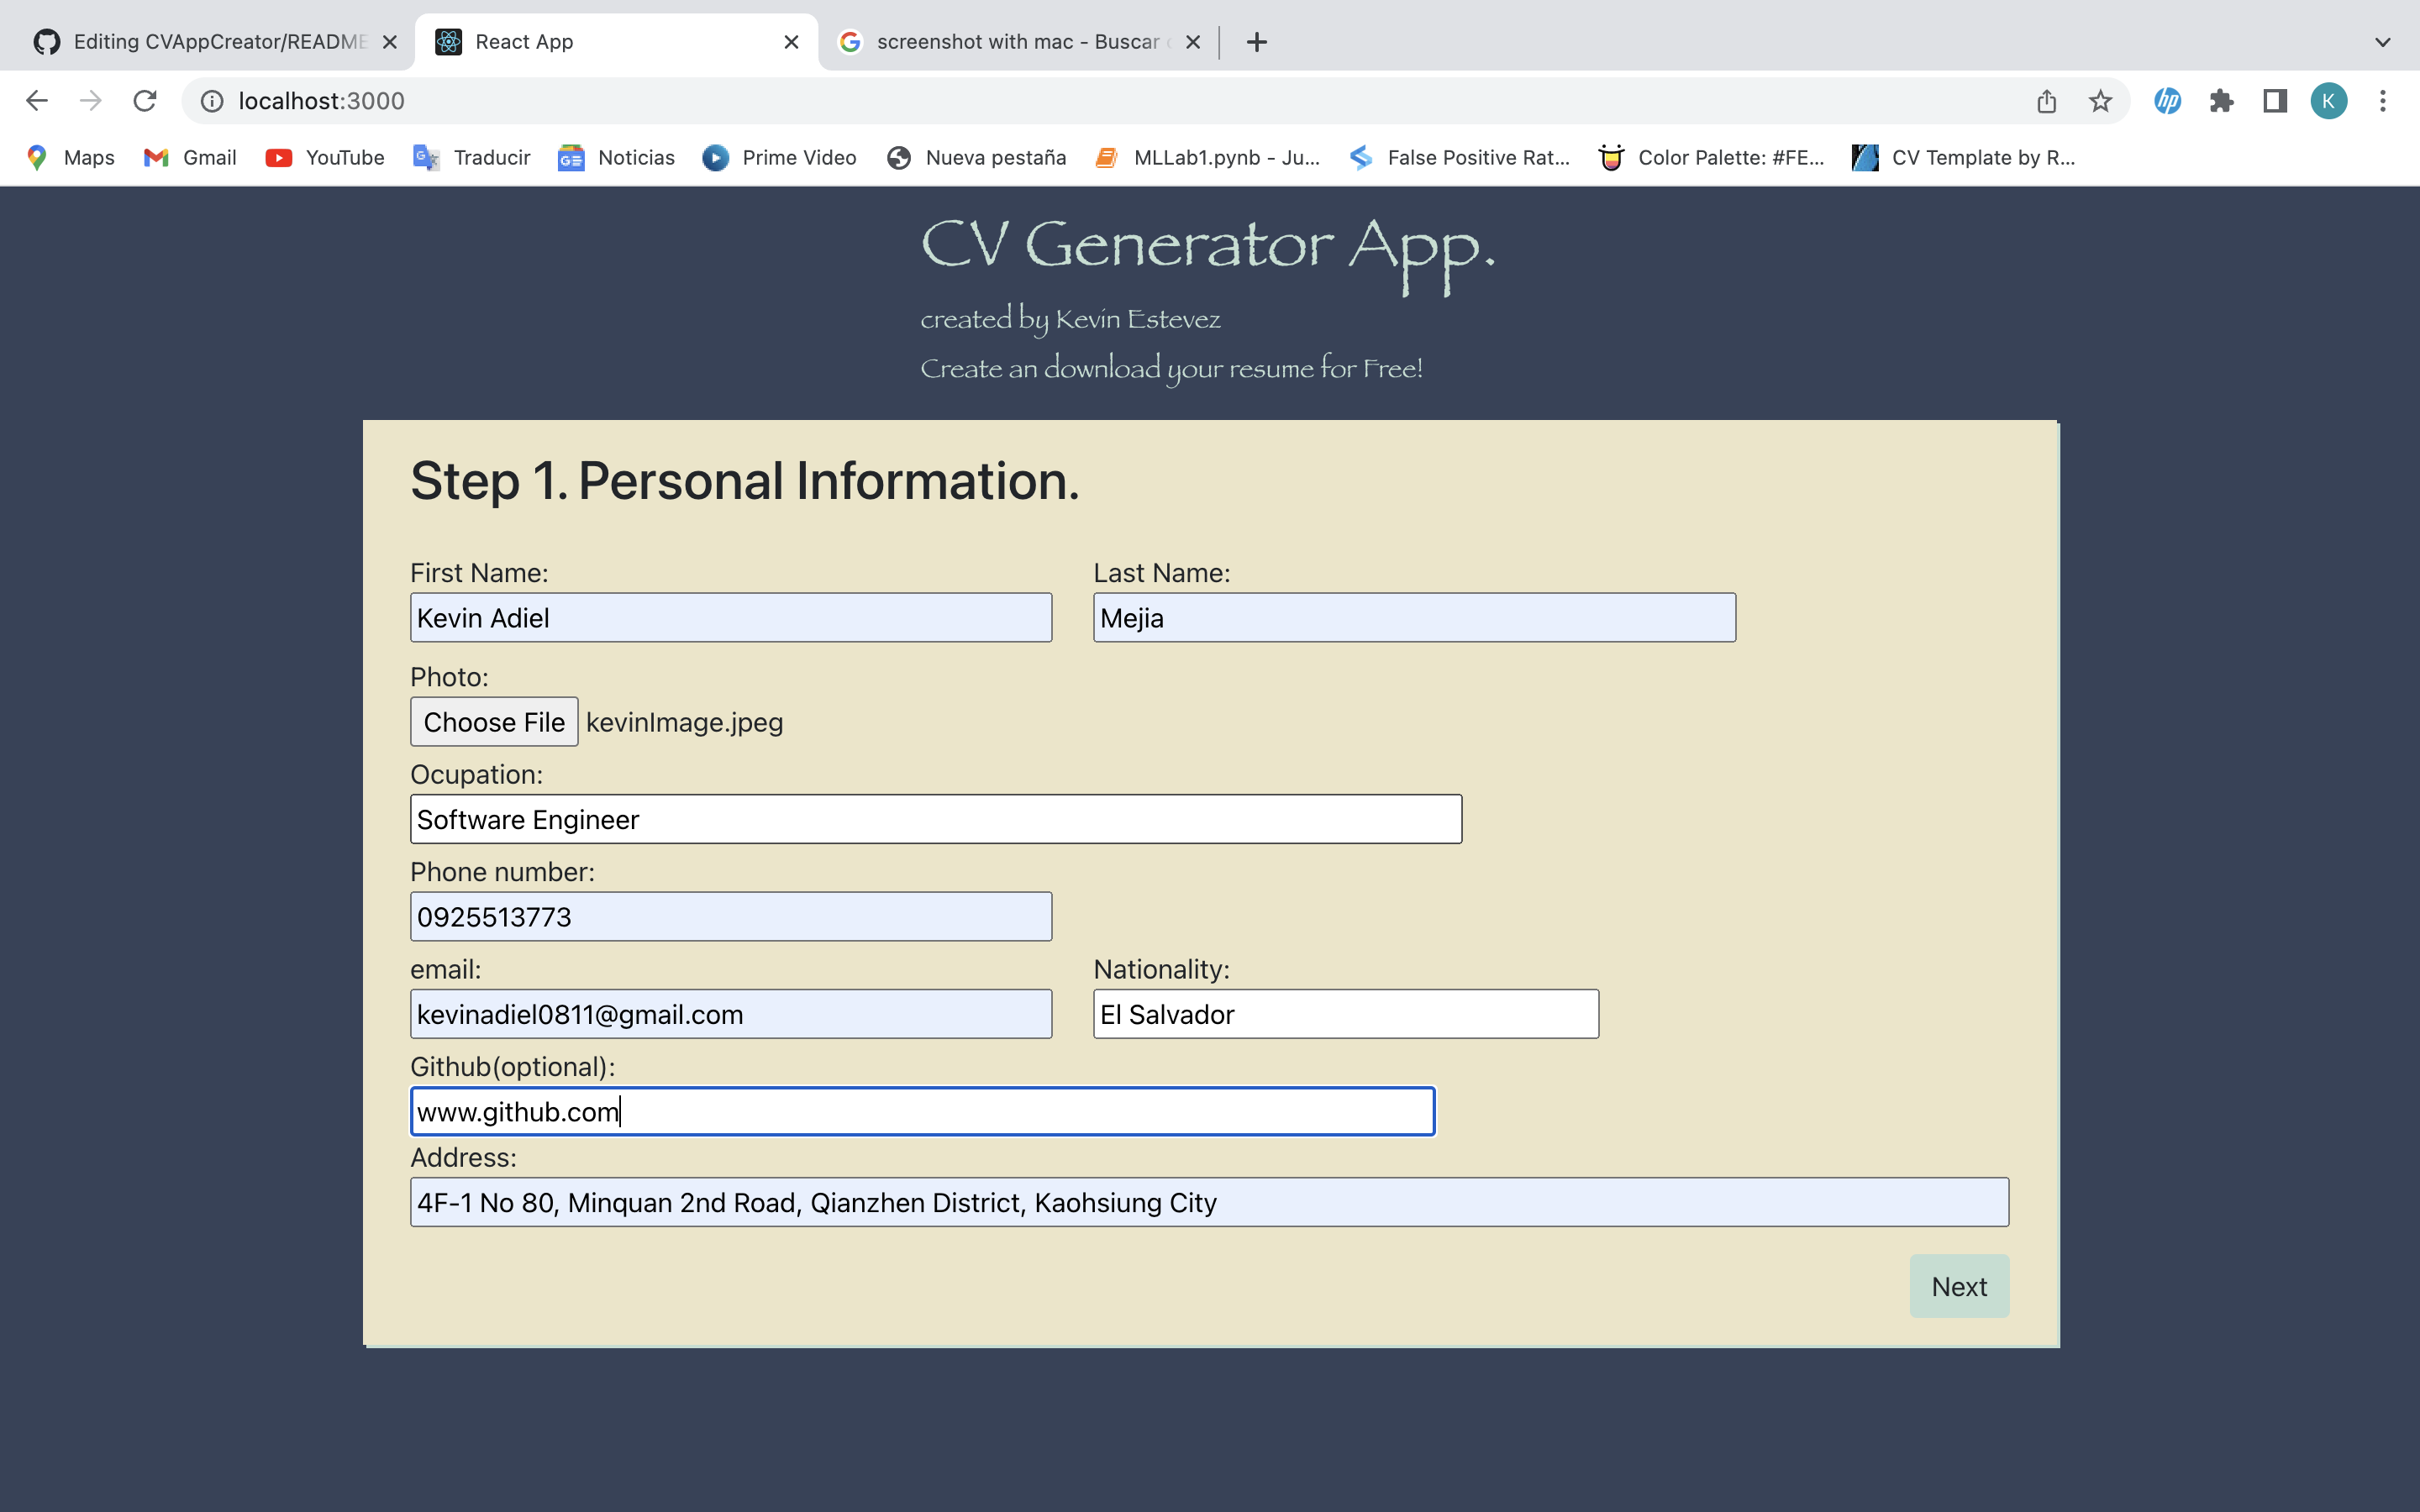 Editing CVAppCreator/README
React App
screenshot with mac - Buscar
localhost:3000
K
Maps
Gmail
YouTube
Traducir
Noticias
Prime Video
Nueva pestaña
MLLab1.pynb - Ju...
False Positive Rat...
Color Palette: #FE...
CV Template by R...
CV Generator App.
created by Kevin Estevez
Create an download your resume for Free!
Step 1. Personal Information.
First Name:
Last Name:
Kevin Adiel
Mejia
Photo:
Choose File kevinImage.jpeg
Ocupation:
Software Engineer
Phone number:
0925513773
email:
Nationality:
kevinadiel0811@gmail.com
El Salvador
Github(optional):
www.github.com
Address:
4F-1 No 80, Minquan 2nd Road, Qianzhen District, Kaohsiung City
Next